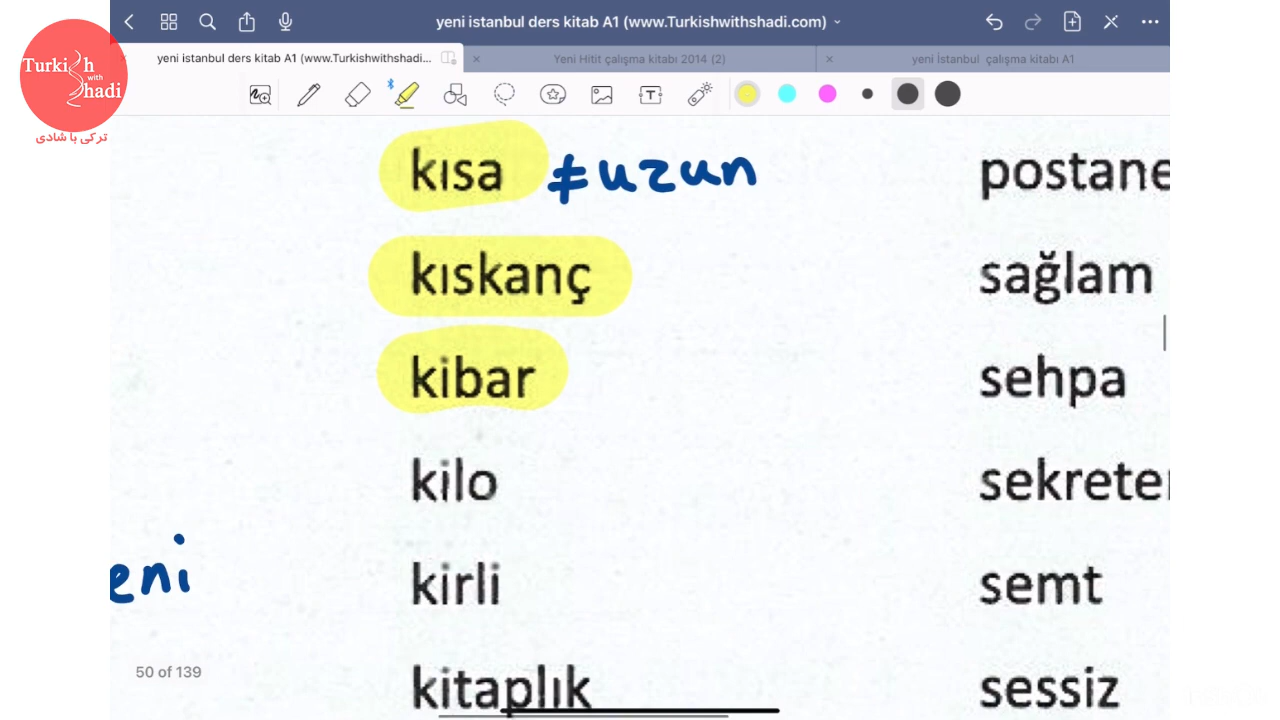 yeni istanbul ders kitab A1 (www.Turkishwithshadi.com)
yeni istanbul ders kitab A1 (www.Turkishwithshadi...
Yeni Hitit çalışma kitabı 2014 (2)
yeni İstanbul çalışma kitabı A1
Turkish
with
Shadi
ترکی با شادی
kısa ≠ uzun
kıskanç
kibar
kilo
kirli
kitaplık
postane
sağlam
sehpa
sekreter
semt
sessiz
eni
50 of 139